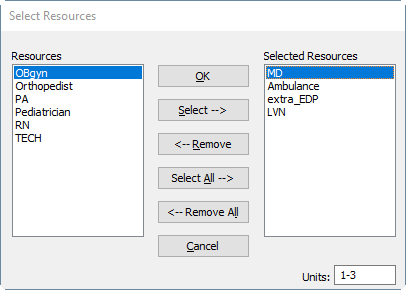 Select Resources
Resources
OBgyn
Orthopedist
PA
Pediatrician
RN
TECH
OK
Select -->
<-- Remove
Select All -->
<-- Remove All
Cancel
Selected Resources
MD
Ambulance
extra_EDP
LVN
Units: 1-3